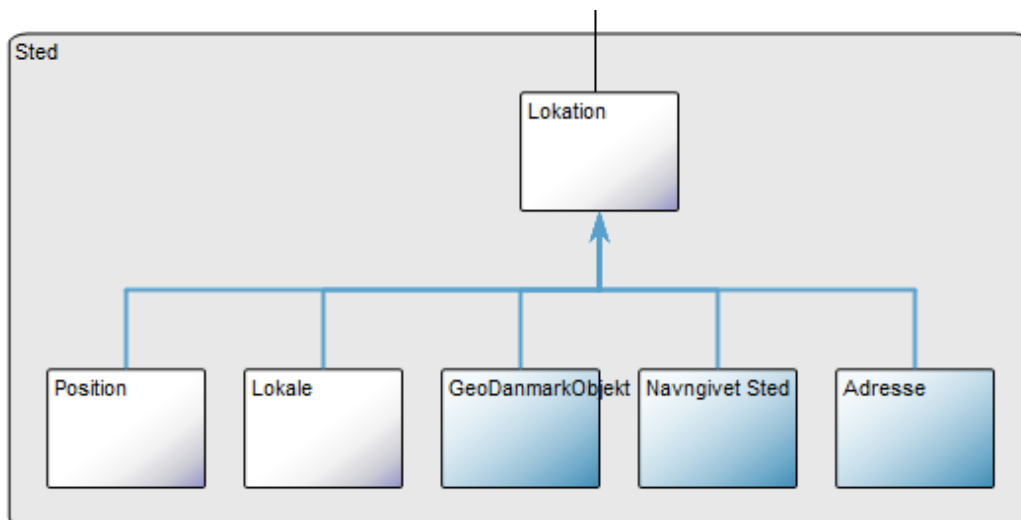 Sted
Lokation
Position
Lokale
GeoDanmarkObjekt
Navngivet Sted
Adresse